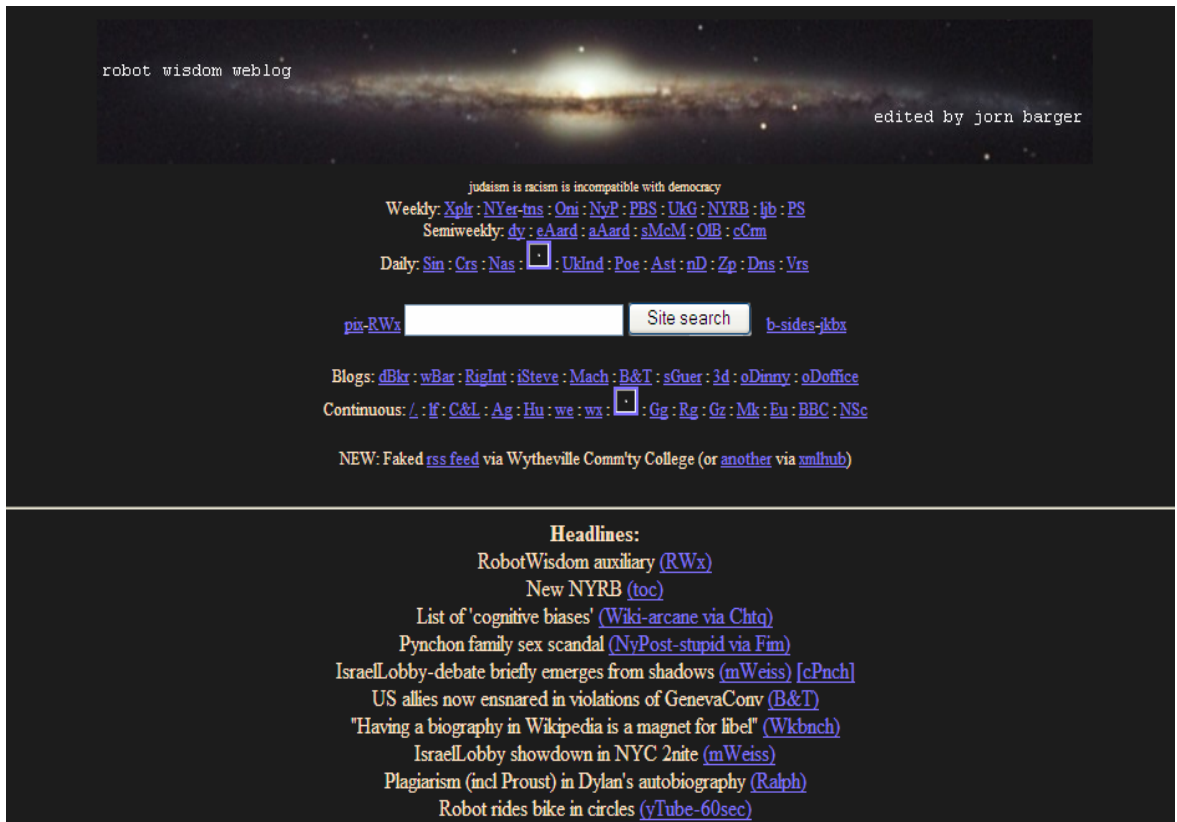 robot wisdom weblog
edited by jorn barger
judaism is racism is incompatible with democracy
Weekly: Xplr : NYer-tns : Oni : NyP : PBS : UkG : NYRB : ljb : PS
Semiweekly: dy : eAard : aAard : sMcM : OlB : cCrm
Daily: Sin : Crs : Nas : : UkInd : Poe : Ast : nD : Zp : Dns : Vrs
pix-RWx Site search b-sides-jkbx
Blogs: dBkr : wBar : RigInt : iSteve : Mach : B&T : sGuer : 3d : oDinny : oDoffice
Continuous: /. : lf : C&L : Ag : Hu : we : wx : : Gg : Rg : Gz : Mk : Eu : BBC : NSc
NEW: Faked rss feed via Wytheville Comm'ty College (or another via xmlhub)
Headlines:
RobotWisdom auxiliary (RWx)
New NYRB (toc)
List of 'cognitive biases' (Wiki-arcane via Chtq)
Pynchon family sex scandal (NyPost-stupid via Fim)
IsraelLobby-debate briefly emerges from shadows (mWeiss) [cPnch]
US allies now ensnared in violations of GenevaConv (B&T)
"Having a biography in Wikipedia is a magnet for libel" (Wkbnch)
IsraelLobby showdown in NYC 2nite (mWeiss)
Plagiarism (incl Proust) in Dylan's autobiography (Ralph)
Robot rides bike in circles (yTube-60sec)